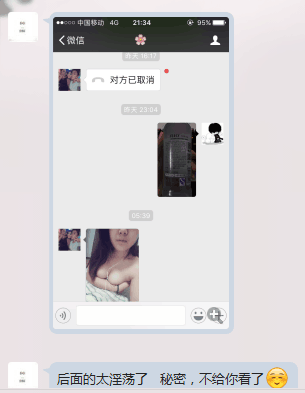 中国移动 4G 21:34 95%
微信
昨天 16:17
对方已取消
昨天 23:04
05:39
后面的太淫荡了 秘密，不给你看了